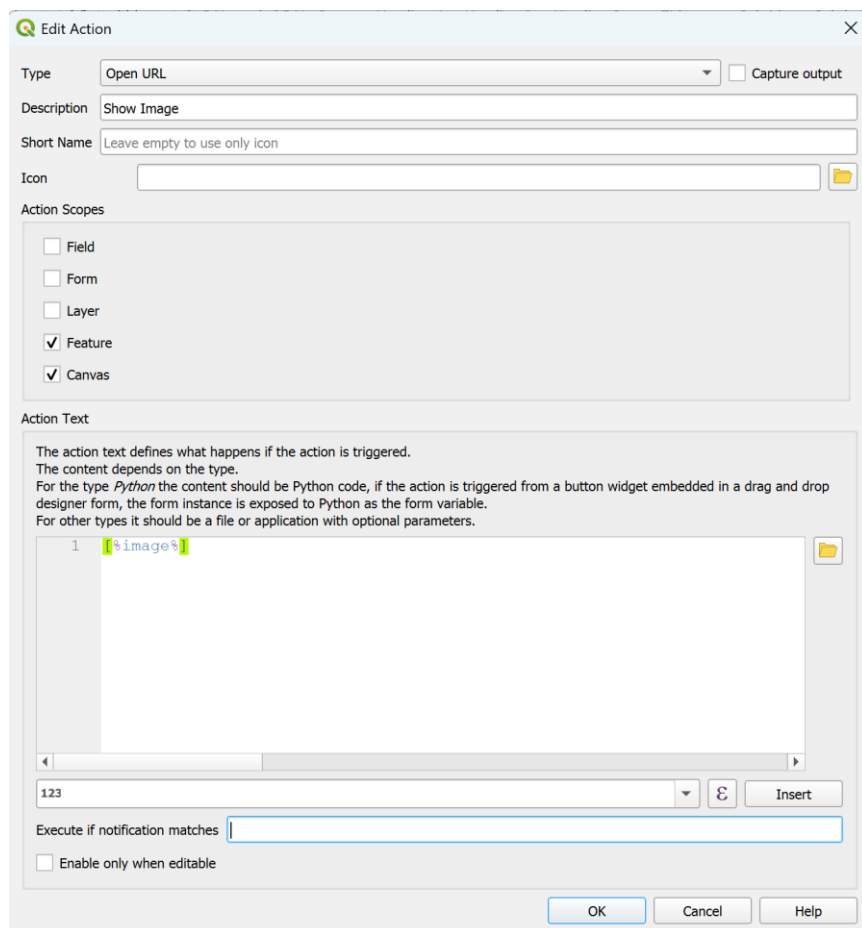 Edit Action
Type Open URL Capture output
Description Show Image
Short Name Leave empty to use only icon
Icon
Action Scopes
Field
Form
Layer
Feature
Canvas
Action Text
The action text defines what happens if the action is triggered.
The content depends on the type.
For the type Python the content should be Python code, if the action is triggered from a button widget embedded in a drag and drop
designer form, the form instance is exposed to Python as the form variable.
For other types it should be a file or application with optional parameters.
1 [%image%]
123 ε Insert
Execute if notification matches
Enable only when editable
OK Cancel Help